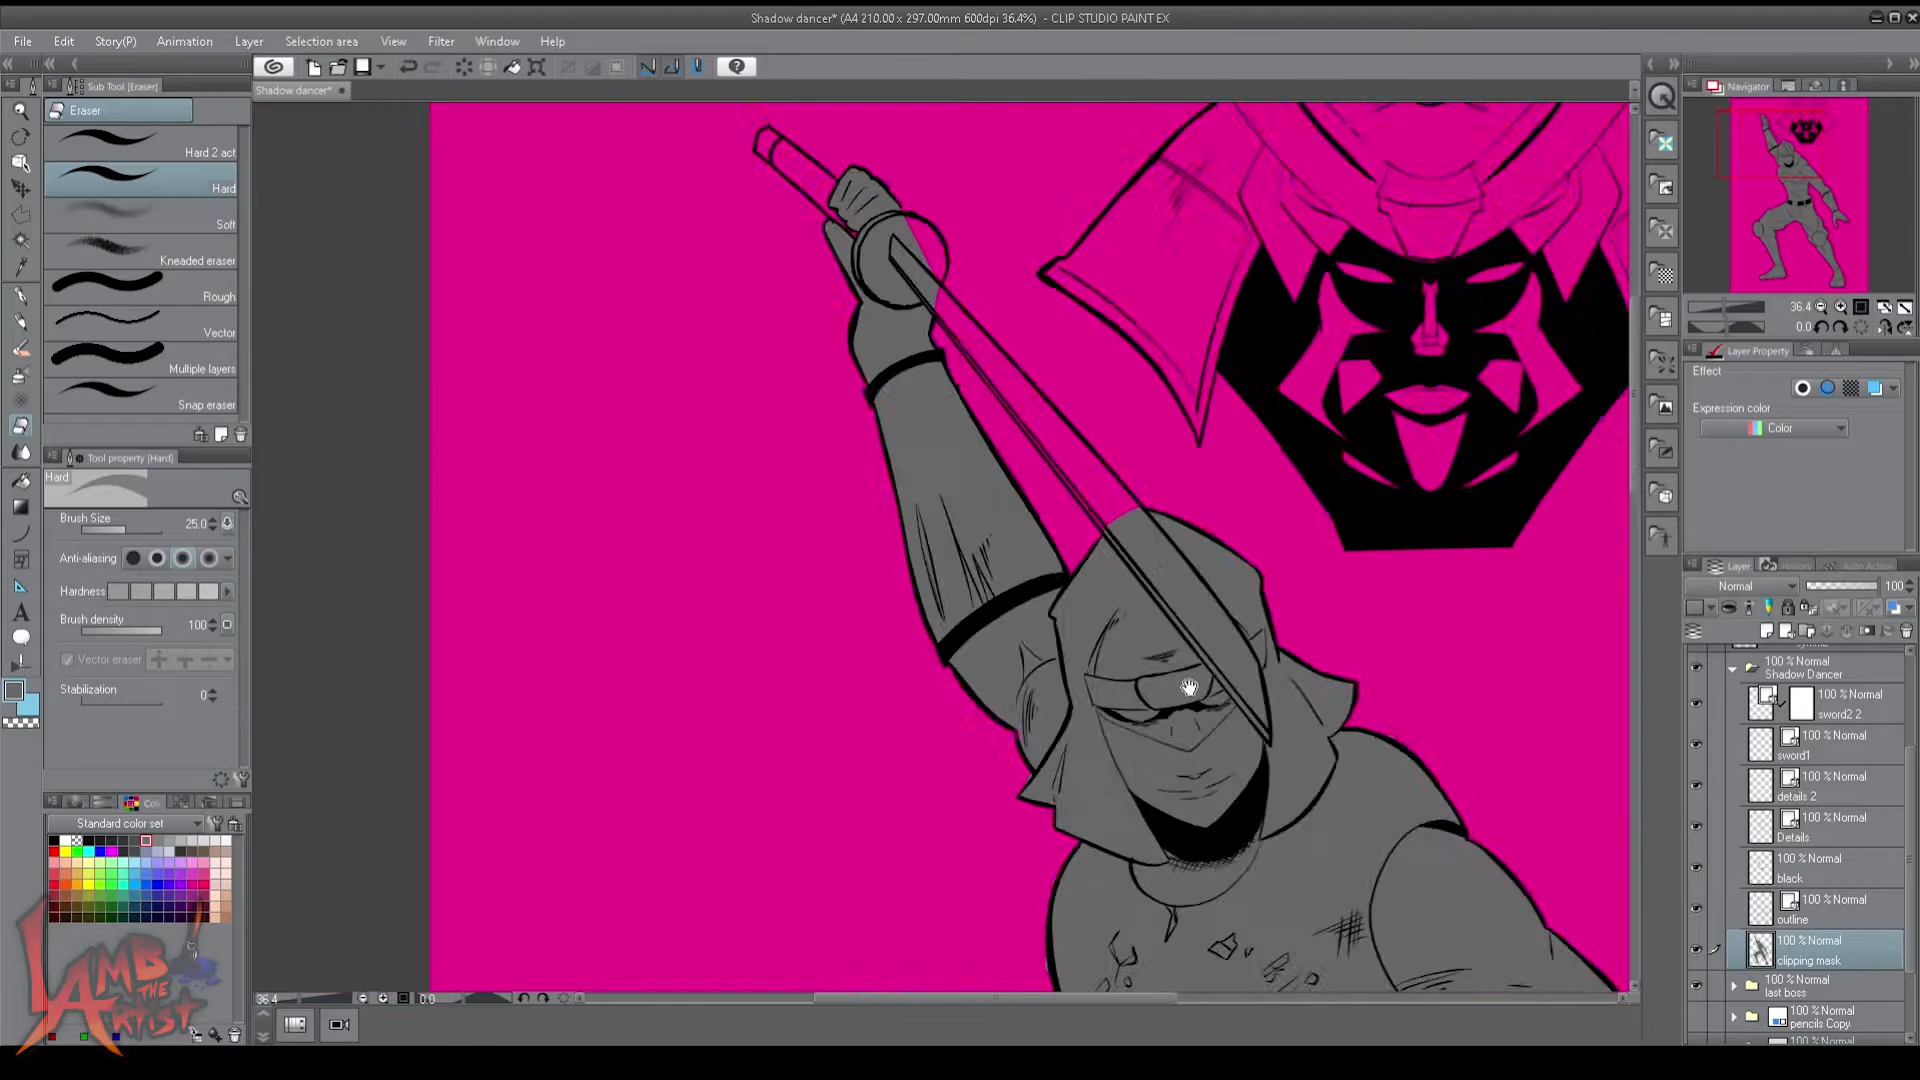 Shadow dancer* (A4 210.00 x 297.00mm 600dpi 36.4%) - CLIP STUDIO PAINT EX
File Edit Story(P) Animation Layer Selection area View Filter Window Help
Sub Tool [Eraser]
Shadow dancer*
Navigator
Eraser
Hard 2 act
Hard
Soft
Kneaded eraser
Rough
Vector
Multiple layers
Snap eraser
Tool property [Hard]
Hard
Brush Size 25.0
Anti-aliasing
Hardness
Brush density 100
Vector eraser
Stabilization 0
Standard color set
36.4
0.0
Layer Property
Effect
Expression color
Color
Layer History Auto Action
Normal 100
100 % Normal
Shadow Dancer
100 % Normal
sword2 2
100 % Normal
sword1
100 % Normal
details 2
100 % Normal
Details
100 % Normal
black
100 % Normal
outline
100 % Normal
clipping mask
100 % Normal
last boss
100 % Normal
pencils Copy
36.4 0.0
LAMB
THE
ARTIST